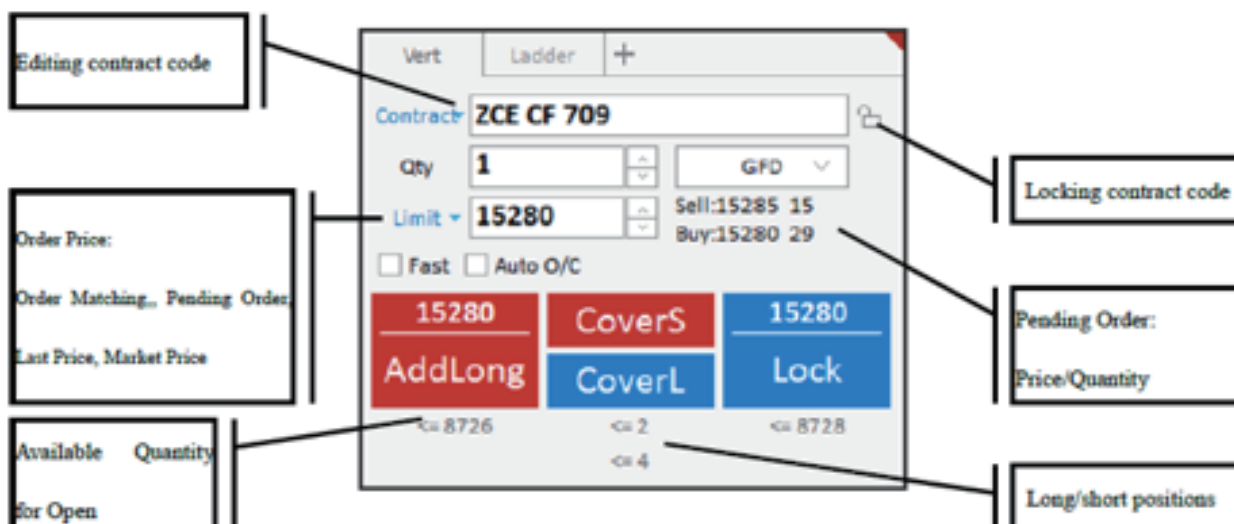 Editing contract code
Vert
Ladder
+
Contract
ZCE CF 709
Locking contract code
Qty
1
GFD
Limit
15280
Sell:15285 15
Buy:15280 29
Fast
Auto O/C
Order Price:
Order Matching,,, Pending Order,
Last Price, Market Price
15280
AddLong
CoverS
CoverL
15280
Lock
Pending Order:
Price/Quantity
<= 8726
<= 2
<= 8728
<= 4
Available Quantity
for Open
Long/short positions